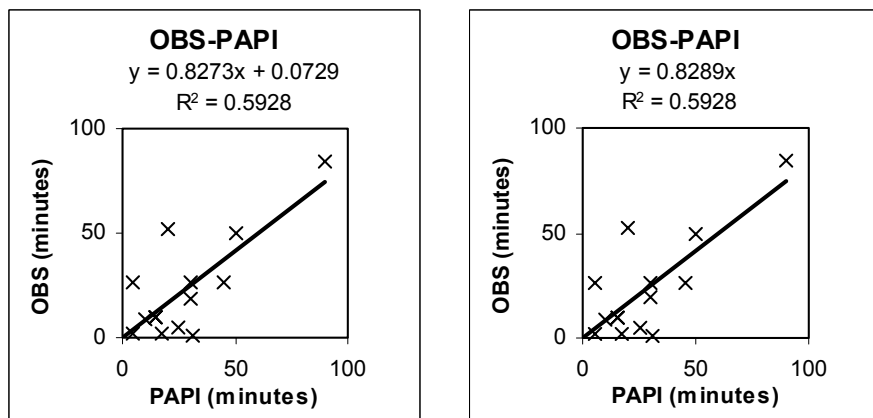 OBS-PAPI
y = 0.8273x + 0.0729
R² = 0.5928
100
50
0
OBS (minutes)
0 50 100
PAPI (minutes)
OBS-PAPI
y = 0.8289x
R² = 0.5928
100
50
0
OBS (minutes)
0 50 100
PAPI (minutes)